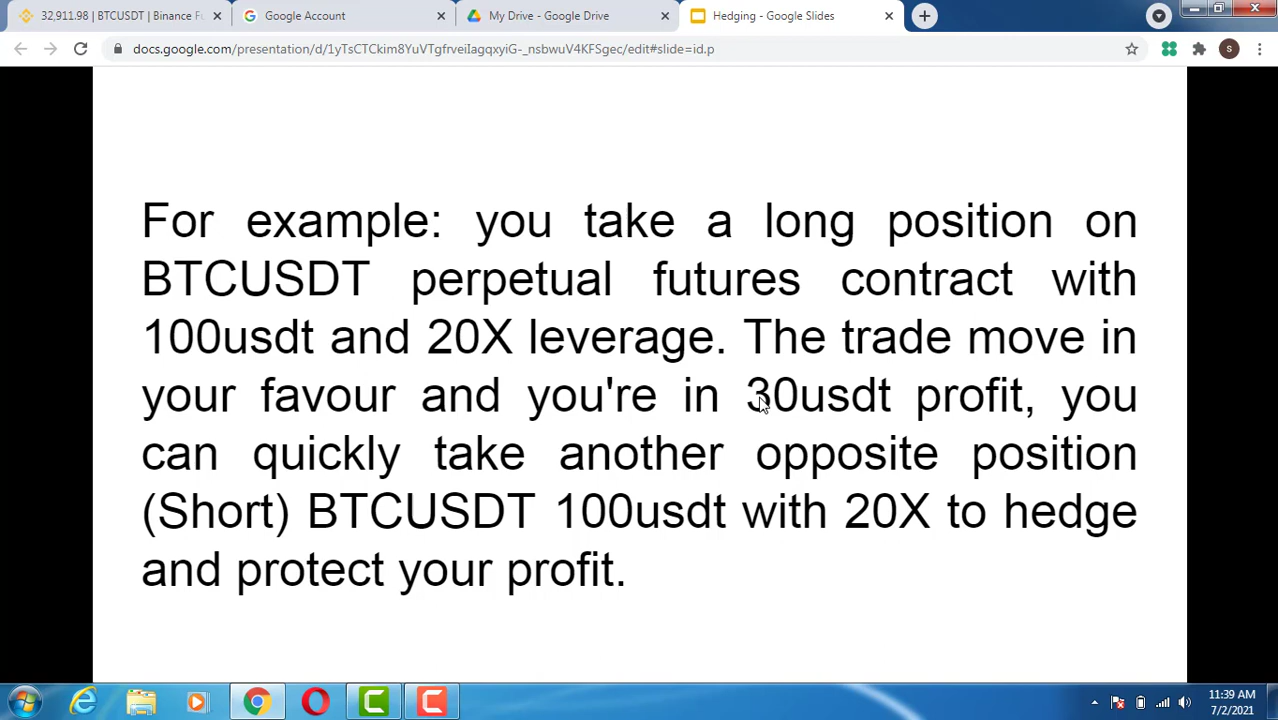 32,911.98 | BTCUSDT | Binance Fu
Google Account
My Drive - Google Drive
Hedging - Google Slides
docs.google.com/presentation/d/1yTsCTCkim8YuVTgfrveiIagqxyiG-_nsbwuV4KFSgec/edit#slide=id.p
S
For example: you take a long position on
BTCUSDT perpetual futures contract with
100usdt and 20X leverage. The trade move in
your favour and you're in 30usdt profit, you
can quickly take another opposite position
(Short) BTCUSDT 100usdt with 20X to hedge
and protect your profit.
11:39 AM
7/2/2021